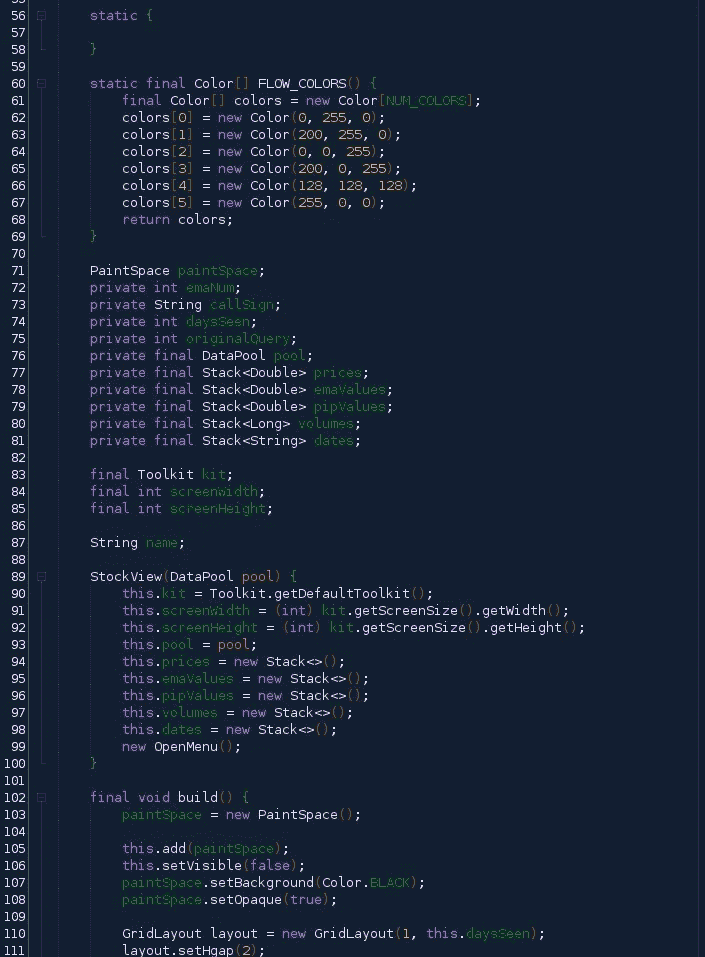 56 static {
57
58 }
59
60 static final Color[] FLOW_COLORS() {
61 final Color[] colors = new Color[NUM_COLORS];
62 colors[0] = new Color(0, 255, 0);
63 colors[1] = new Color(200, 255, 0);
64 colors[2] = new Color(0, 0, 255);
65 colors[3] = new Color(200, 0, 255);
66 colors[4] = new Color(128, 128, 128);
67 colors[5] = new Color(255, 0, 0);
68 return colors;
69 }
70
71 PaintSpace paintSpace;
72 private int emaNum;
73 private String callSign;
74 private int daysSeen;
75 private int originalQuery;
76 private final DataPool pool;
77 private final Stack<Double> prices;
78 private final Stack<Double> emaValues;
79 private final Stack<Double> pipValues;
80 private final Stack<Long> volumes;
81 private final Stack<String> dates;
82
83 final Toolkit kit;
84 final int screenWidth;
85 final int screenHeight;
86
87 String name;
88
89 StockView(DataPool pool) {
90 this.kit = Toolkit.getDefaultToolkit();
91 this.screenWidth = (int) kit.getScreenSize().getWidth();
92 this.screenHeight = (int) kit.getScreenSize().getHeight();
93 this.pool = pool;
94 this.prices = new Stack<>();
95 this.emaValues = new Stack<>();
96 this.pipValues = new Stack<>();
97 this.volumes = new Stack<>();
98 this.dates = new Stack<>();
99 new OpenMenu();
100 }
101
102 final void build() {
103 paintSpace = new PaintSpace();
104
105 this.add(paintSpace);
106 this.setVisible(false);
107 paintSpace.setBackground(Color.BLACK);
108 paintSpace.setOpaque(true);
109
110 GridLayout layout = new GridLayout(1, this.daysSeen);
111 layout.setHgap(2);